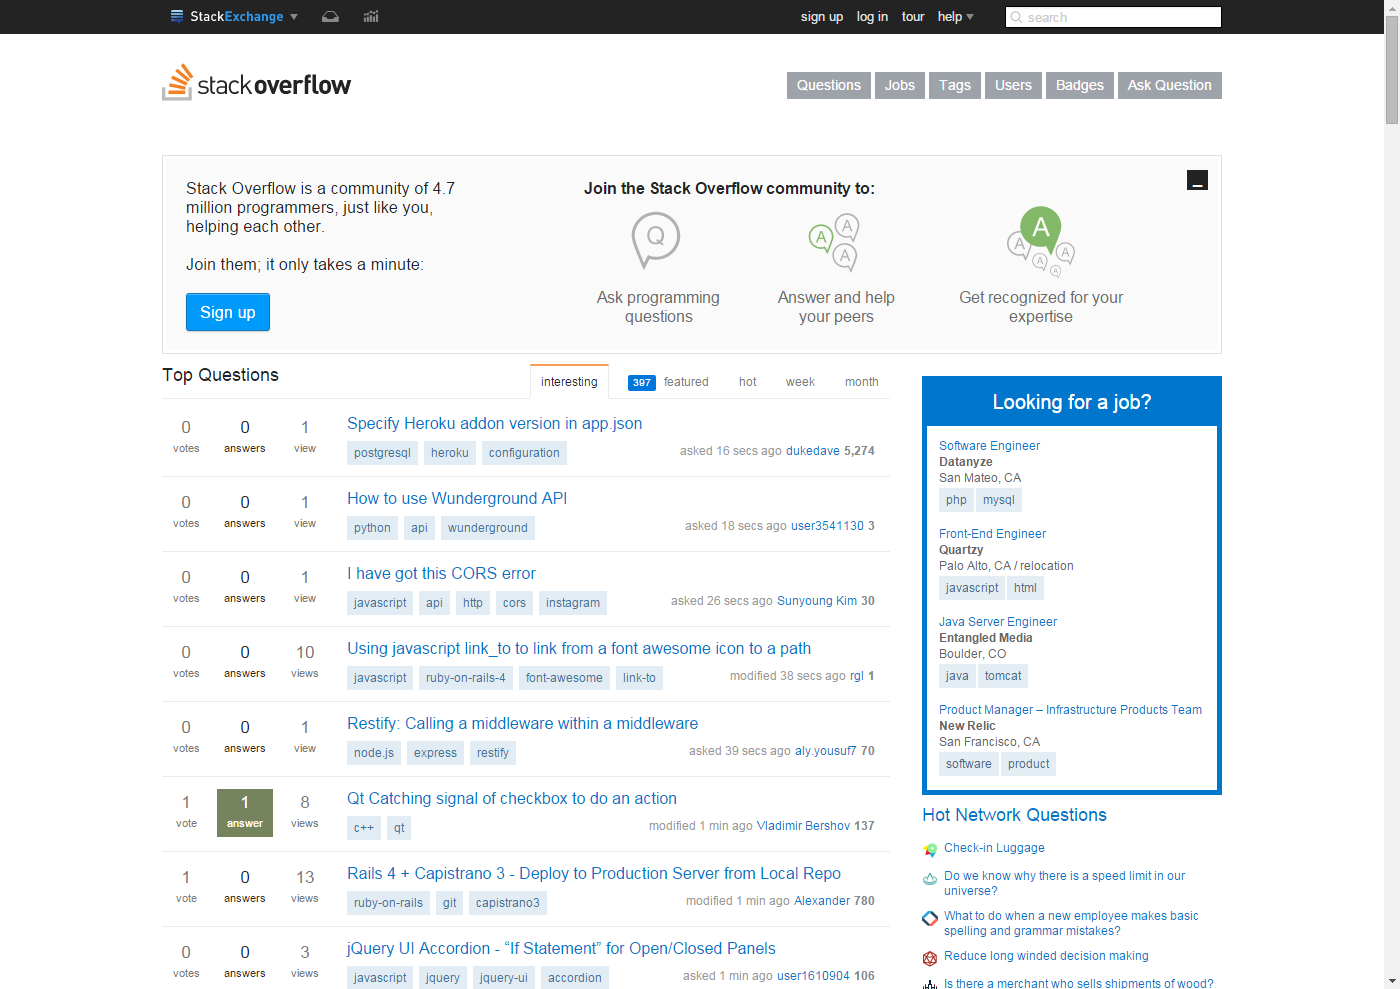 StackExchange
sign up log in tour help
search
stackoverflow
Questions Jobs Tags Users Badges Ask Question
Stack Overflow is a community of 4.7
million programmers, just like you,
helping each other.
Join them; it only takes a minute:
Sign up
Join the Stack Overflow community to:
Q
A
A
A
A
A
A
A
A
Ask programming
questions
Answer and help
your peers
Get recognized for your
expertise
Top Questions
interesting 397 featured hot week month
0 0 1
votes answers view
Specify Heroku addon version in app.json
postgresql heroku configuration
asked 16 secs ago dukedave 5,274
0 0 1
votes answers view
How to use Wunderground API
python api wunderground
asked 18 secs ago user3541130 3
0 0 1
votes answers view
I have got this CORS error
javascript api http cors instagram
asked 26 secs ago Sunyoung Kim 30
0 0 10
votes answers views
Using javascript link_to to link from a font awesome icon to a path
javascript ruby-on-rails-4 font-awesome link-to
modified 38 secs ago rgl 1
0 0 1
votes answers view
Restify: Calling a middleware within a middleware
node.js express restify
asked 39 secs ago aly.yousuf7 70
1 1 8
vote answer views
Qt Catching signal of checkbox to do an action
c++ qt
modified 1 min ago Vladimir Bershov 137
1 0 13
vote answers views
Rails 4 + Capistrano 3 - Deploy to Production Server from Local Repo
ruby-on-rails git capistrano3
modified 1 min ago Alexander 780
0 0 3
votes answers views
jQuery UI Accordion - “If Statement” for Open/Closed Panels
javascript jquery jquery-ui accordion
asked 1 min ago user1610904 106
Looking for a job?
Software Engineer
Datanyze
San Mateo, CA
php mysql
Front-End Engineer
Quartzy
Palo Alto, CA / relocation
javascript html
Java Server Engineer
Entangled Media
Boulder, CO
java tomcat
Product Manager – Infrastructure Products Team
New Relic
San Francisco, CA
software product
Hot Network Questions
Check-in Luggage
Do we know why there is a speed limit in our
universe?
What to do when a new employee makes basic
spelling and grammar mistakes?
Reduce long winded decision making
Is there a merchant who sells shipments of wood?